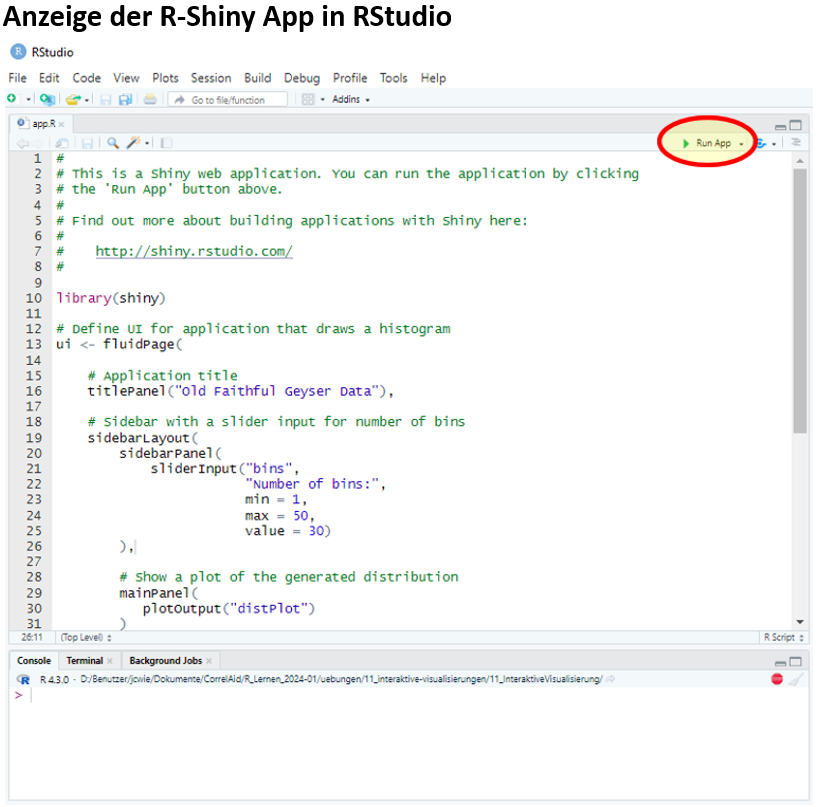 Anzeige der R-Shiny App in RStudio
RStudio
File Edit Code View Plots Session Build Debug Profile Tools Help
Go to file/function Addins
app.R
Run App
1 #
2 # This is a Shiny web application. You can run the application by clicking
3 # the 'Run App' button above.
4 #
5 # Find out more about building applications with Shiny here:
6 #
7 #    http://shiny.rstudio.com/
8 #
9
10 library(shiny)
11
12 # Define UI for application that draws a histogram
13 ui <- fluidPage(
14
15     # Application title
16     titlePanel("Old Faithful Geyser Data"),
17
18     # Sidebar with a slider input for number of bins
19     sidebarLayout(
20         sidebarPanel(
21             sliderInput("bins",
22                         "Number of bins:",
23                         min = 1,
24                         max = 50,
25                         value = 30)
26         ),
27
28         # Show a plot of the generated distribution
29         mainPanel(
30            plotOutput("distPlot")
31         )
26:11 (Top Level) R Script
Console Terminal Background Jobs
R R 4.3.0 · D:/Benutzer/jcwie/Dokumente/CorrelAid/R_Lernen_2024-01/uebungen/11_interaktive-visualisierungen/11_InteraktiveVisualisierung/
>